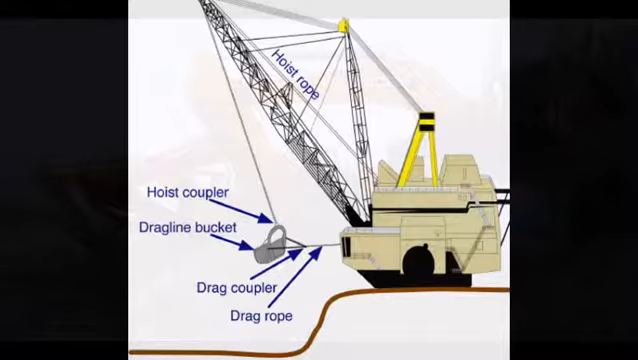 Hoist rope
Hoist coupler
Dragline bucket
Drag coupler
Drag rope